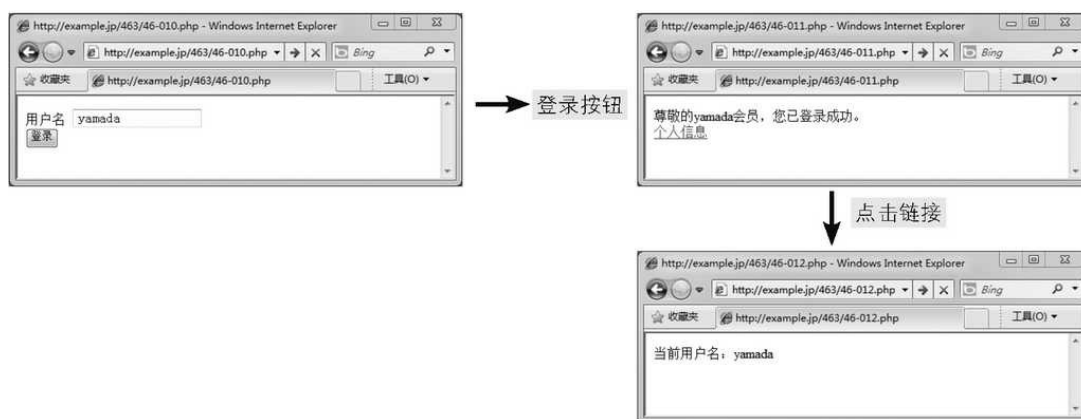 http://example.jp/463/46-010.php - Windows Internet Explorer
http://example.jp/463/46-010.php
Bing
收藏夹
http://example.jp/463/46-010.php
工具(O)
用户名 yamada
登录
登录按钮
http://example.jp/463/46-011.php - Windows Internet Explorer
http://example.jp/463/46-011.php
Bing
收藏夹
http://example.jp/463/46-011.php
工具(O)
尊敬的yamada会员，您已登录成功。
个人信息
点击链接
http://example.jp/463/46-012.php - Windows Internet Explorer
http://example.jp/463/46-012.php
Bing
收藏夹
http://example.jp/463/46-012.php
工具(O)
当前用户名：yamada